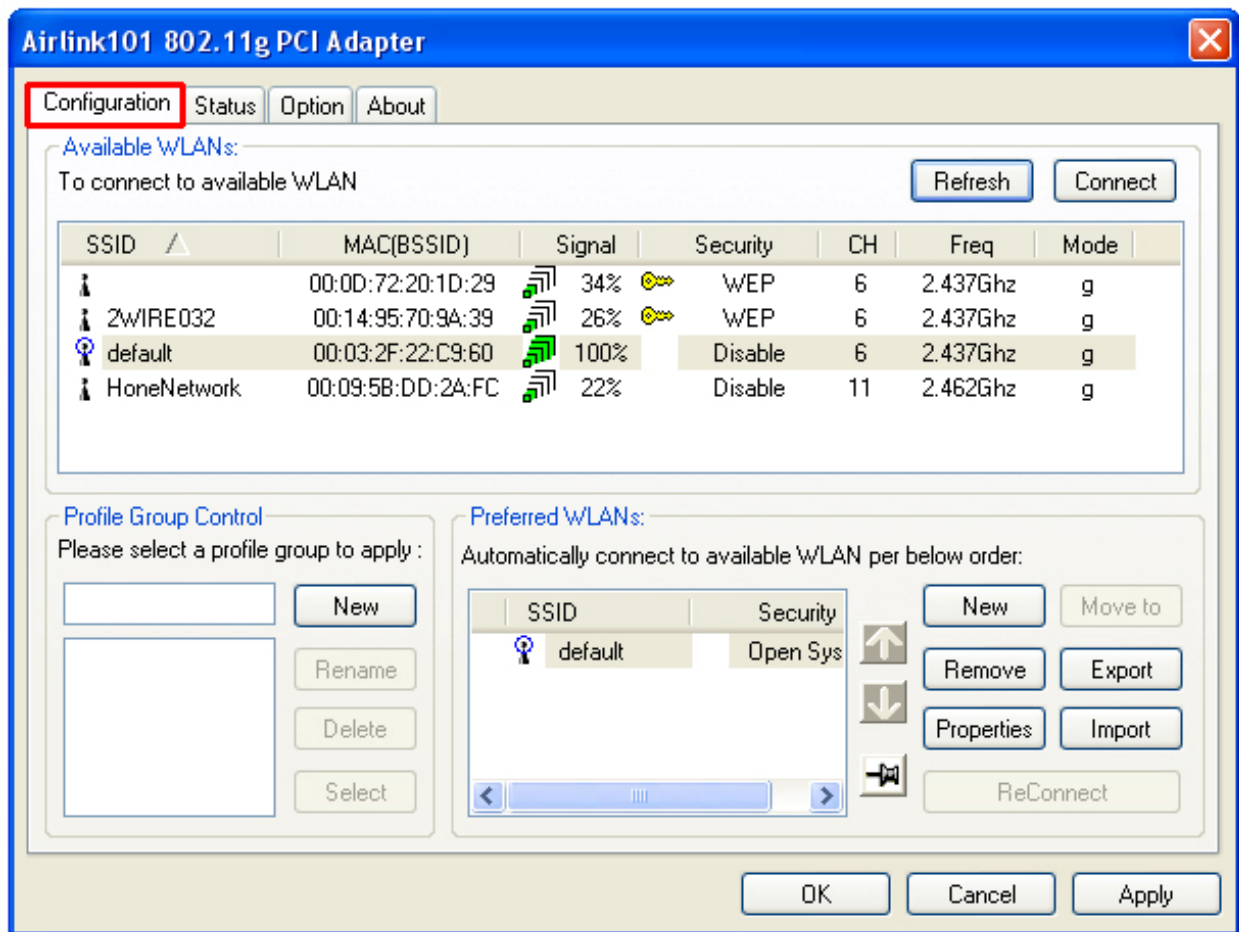 Airlink101 802.11g PCI Adapter
Configuration Status Option About
Available WLANs:
To connect to available WLAN Refresh Connect
SSID MAC(BSSID) Signal Security CH Freq Mode
00:0D:72:20:1D:29 34% WEP 6 2.437Ghz g
2WIRE032 00:14:95:70:9A:39 26% WEP 6 2.437Ghz g
default 00:03:2F:22:C9:60 100% Disable 6 2.437Ghz g
HoneNetwork 00:09:5B:DD:2A:FC 22% Disable 11 2.462Ghz g
Profile Group Control
Please select a profile group to apply :
New
Rename
Delete
Select
Preferred WLANs:
Automatically connect to available WLAN per below order:
SSID Security
default Open Sys
New Move to
Remove Export
Properties Import
ReConnect
OK Cancel Apply